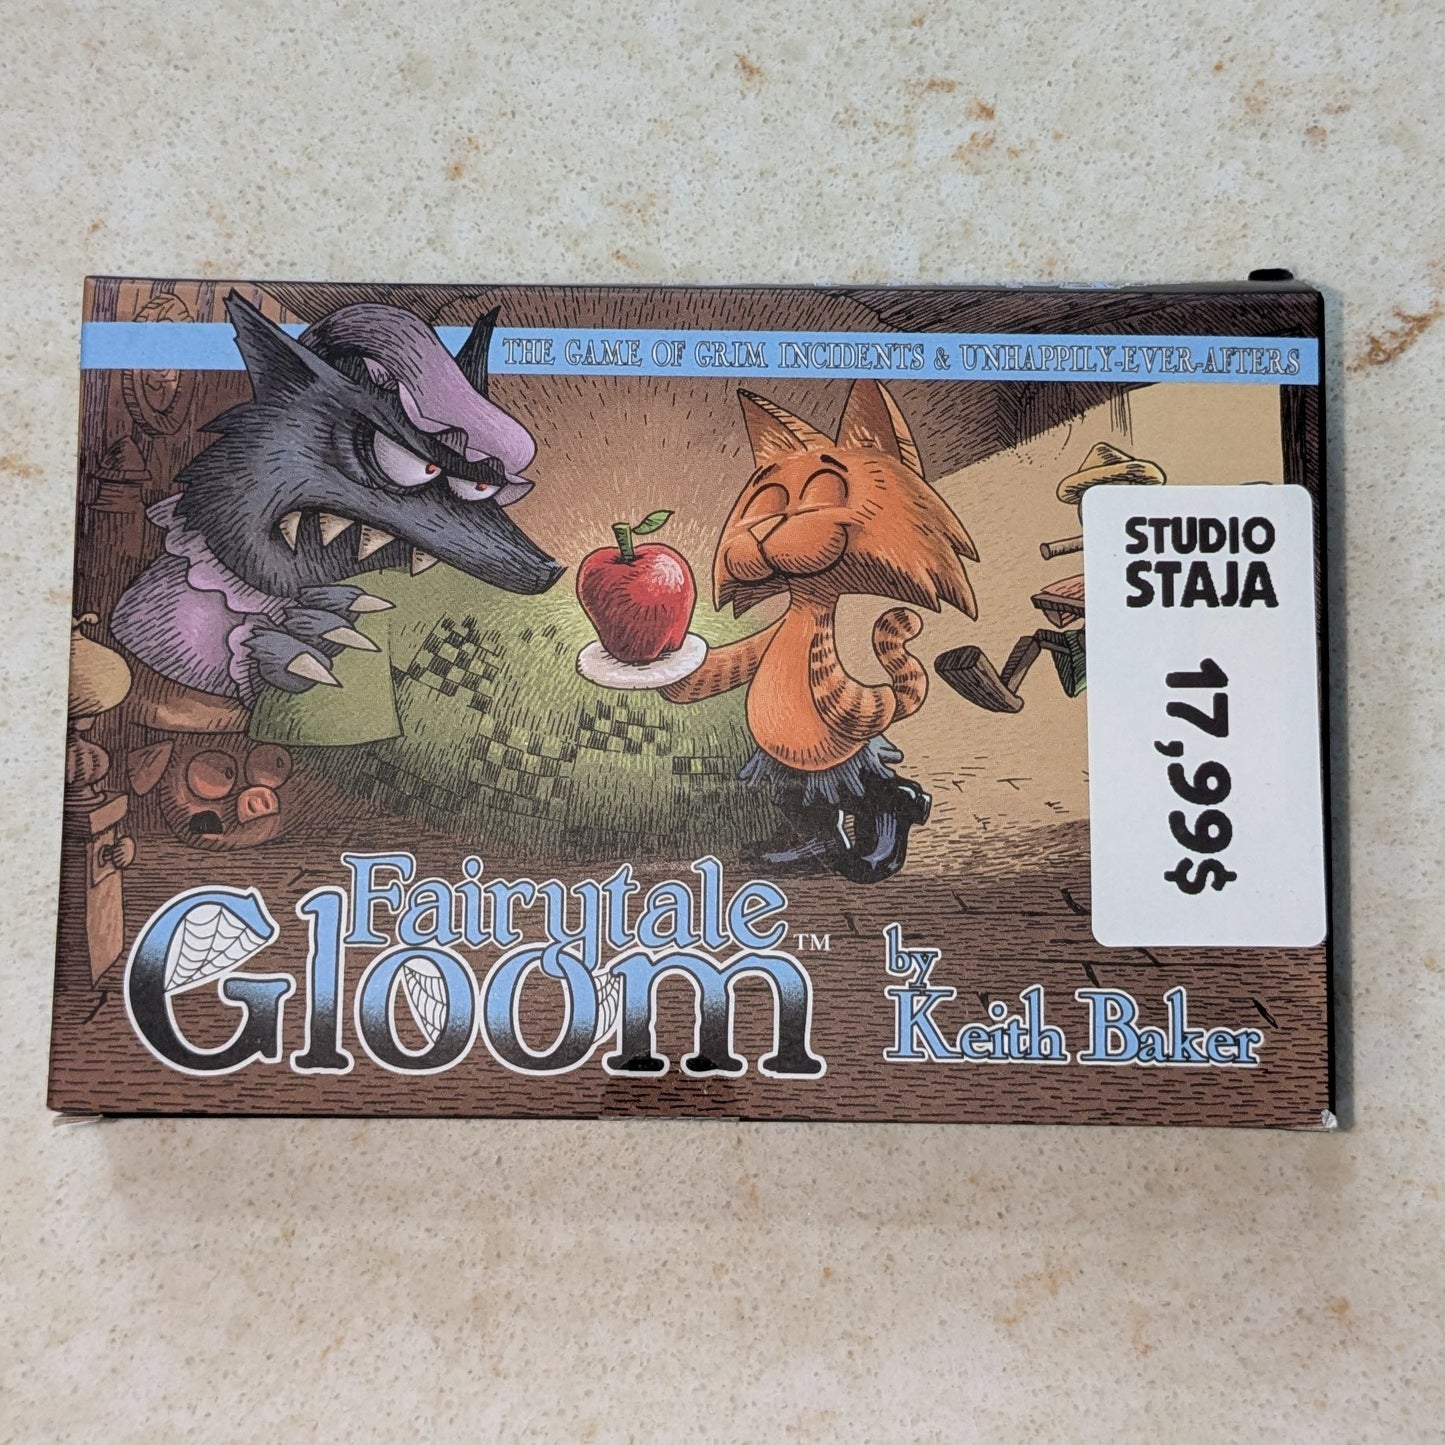 THE GAME OF GRIM INCIDENTS & UNHAPPILY-EVER-AFTERS
STUDIO
STAJA
17,99$
Fairytale
Gloom™
by
Keith Baker